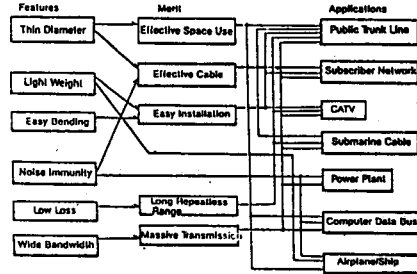 Features
Merit
Applications
Thin Diameter
Effective Space Use
Public Trunk Line
Light Weight
Effective Cable
Subscriber Network
Easy Bending
Easy Installation
CATV
Submarine Cable
Noise Immunity
Power Plant
Low Loss
Long Repeatless
Range
Computer Data Bus
Wide Bandwidth
Massive Transmission
Airplane/Ship